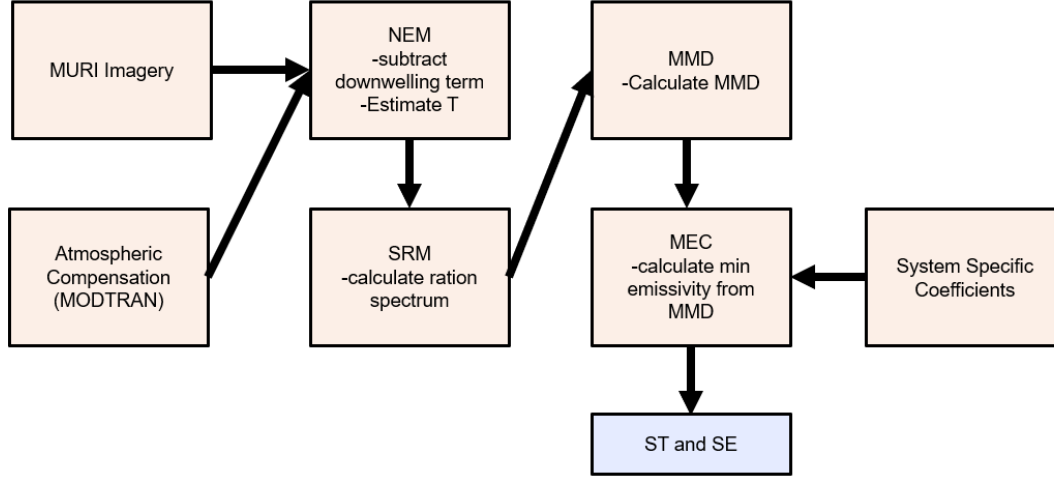 MURI Imagery
NEM
-subtract
downwelling term
-Estimate T
MMD
-Calculate MMD
Atmospheric
Compensation
(MODTRAN)
SRM
-calculate ration
spectrum
MEC
-calculate min
emissivity from
MMD
System Specific
Coefficients
ST and SE